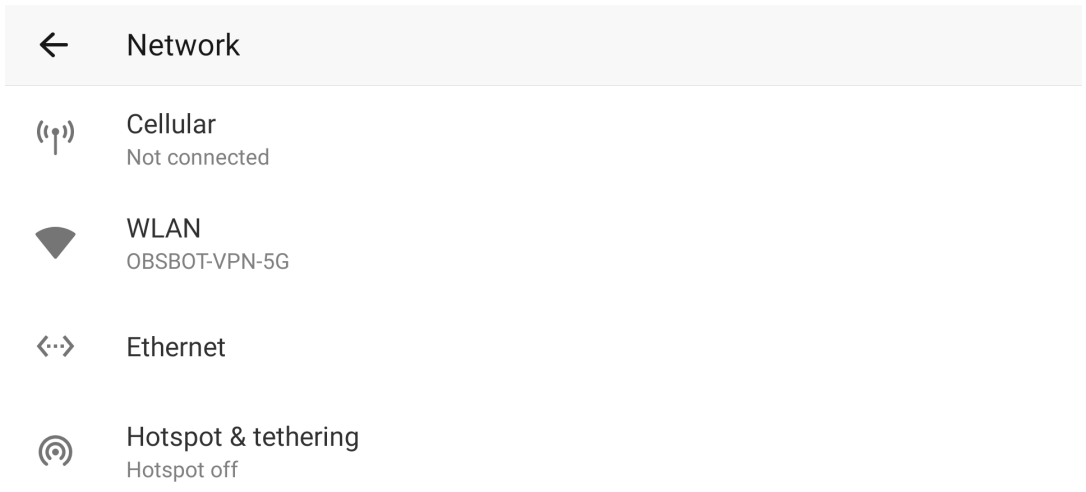 Network
Cellular
Not connected
WLAN
OBSBOT-VPN-5G
Ethernet
Hotspot & tethering
Hotspot off